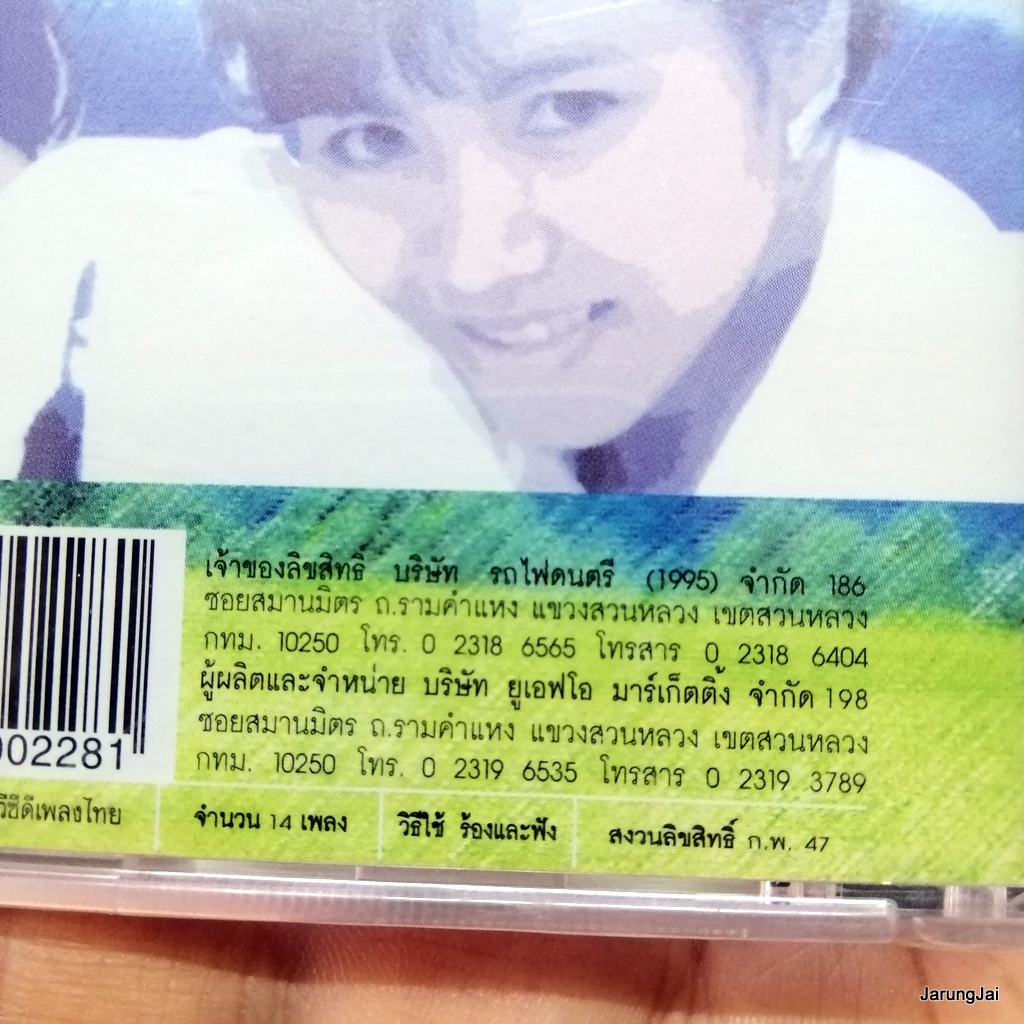 เจ้าของลิขสิทธิ์ บริษัท รถไฟดนตรี (1995) จำกัด 186
ซอยสมานมิตร ถ.รามคำแหง แขวงสวนหลวง เขตสวนหลวง
กทม. 10250 โทร. 0 2318 6565 โทรสาร 0 2318 6404
ผู้ผลิตและจำหน่าย บริษัท ยูเอฟโอ มาร์เก็ตติ้ง จำกัด 198
ซอยสมานมิตร ถ.รามคำแหง แขวงสวนหลวง เขตสวนหลวง
กทม. 10250 โทร. 0 2319 6535 โทรสาร 0 2319 3789
002281
วีซีดีเพลงไทย จำนวน 14 เพลง วิธีใช้ ร้องและฟัง สงวนลิขสิทธิ์ ก.พ. 47
JarungJai